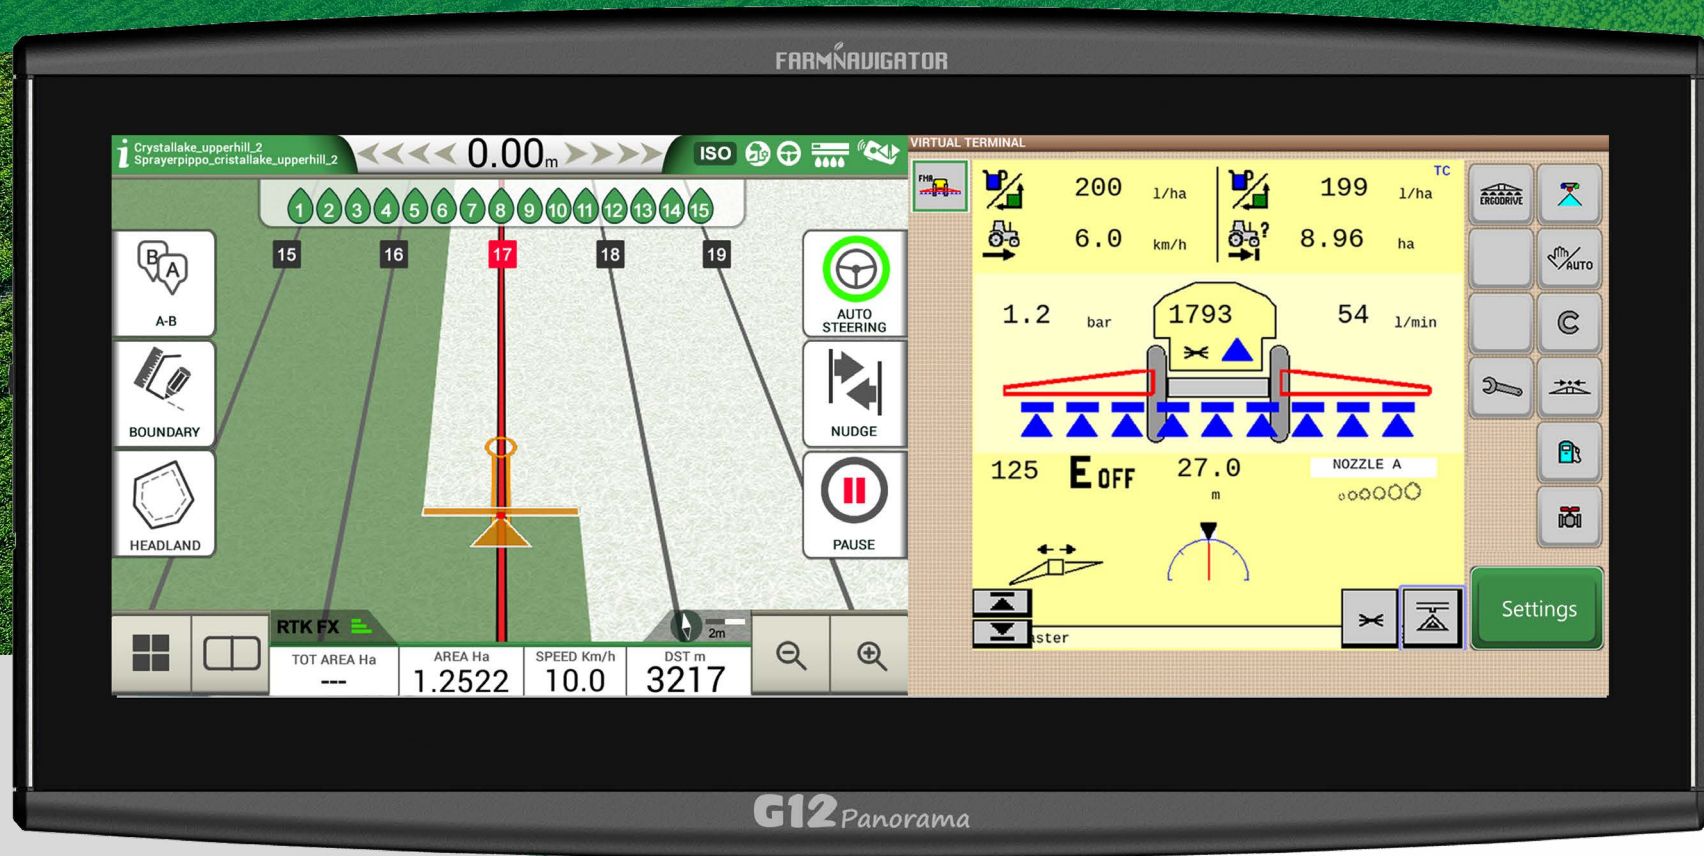 FARMNAVIGATOR
Crystallake_upperhill_2
Sprayerpippo_cristallake_upperhill_2
0.00m
ISO
1 2 3 4 5 6 7 8 9 10 11 12 13 14 15
15 16 17 18 19
B
A
A-B
BOUNDARY
HEADLAND
AUTO
STEERING
NUDGE
PAUSE
RTK FX
2m
TOT AREA Ha
---
AREA Ha
1.2522
SPEED Km/h
10.0
DST m
3217
VIRTUAL TERMINAL
FMA
TC
P 200 l/ha
P 199 l/ha
6.0 km/h
? 8.96 ha
1.2 bar
1793
54 l/min
125
E OFF
27.0
m
NOZZLE A
ster
ERGODRIVE
AUTO
C
Settings
G12 Panorama